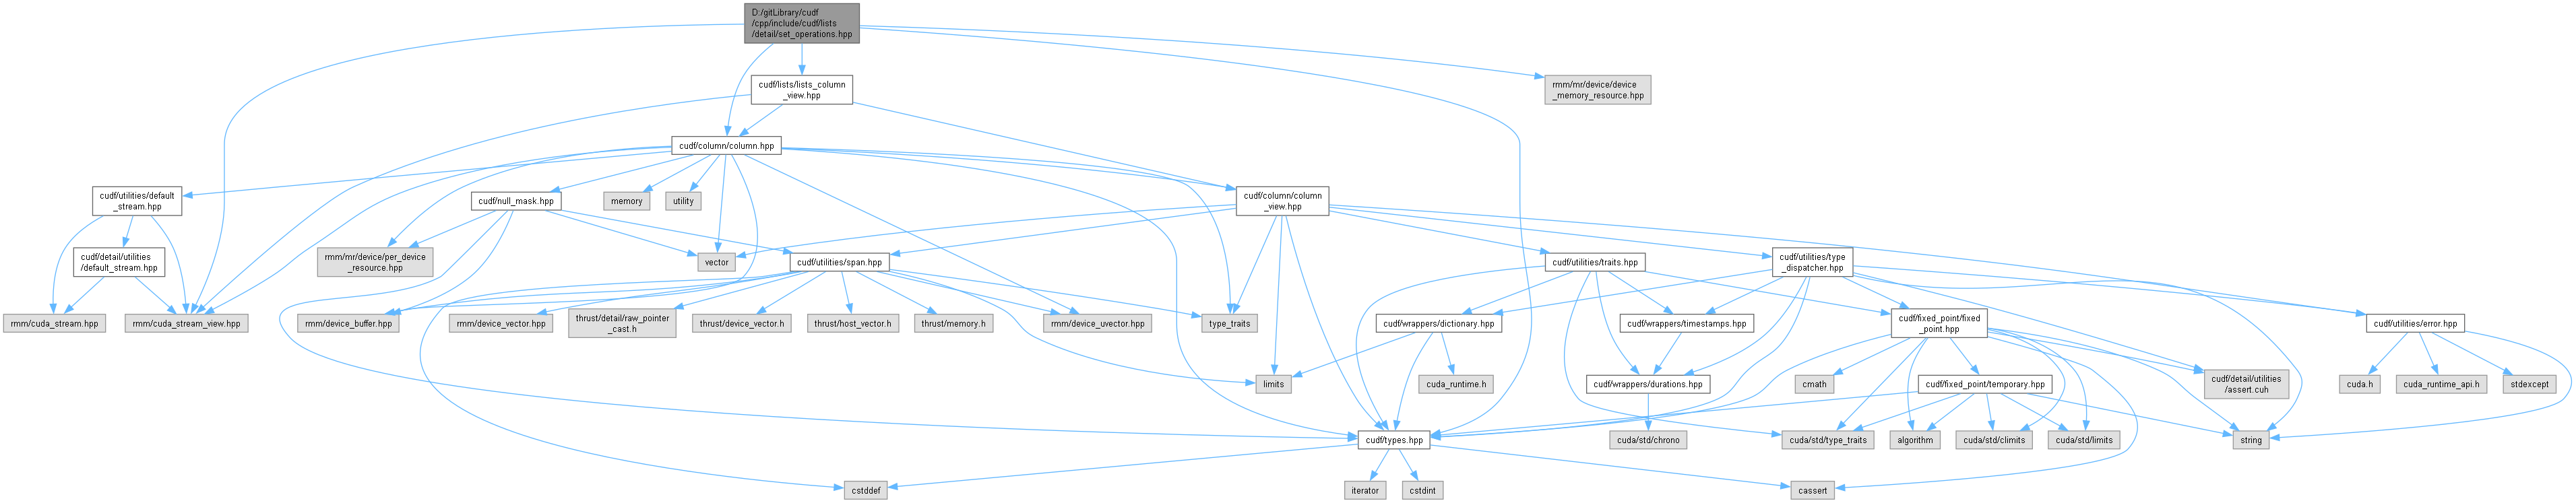 D:/gitLibrary/cudf
/cpp/include/cudf/lists
/detail/set_operations.hpp
cudf/lists/lists_column
_view.hpp
rmm/mr/device/device
_memory_resource.hpp
cudf/column/column.hpp
cudf/utilities/default
_stream.hpp
cudf/null_mask.hpp
memory
utility
cudf/column/column
_view.hpp
cudf/detail/utilities
/default_stream.hpp
rmm/mr/device/per_device
_resource.hpp
vector
cudf/utilities/span.hpp
cudf/utilities/traits.hpp
cudf/utilities/type
_dispatcher.hpp
rmm/cuda_stream.hpp
rmm/cuda_stream_view.hpp
rmm/device_buffer.hpp
rmm/device_vector.hpp
thrust/detail/raw_pointer
_cast.h
thrust/device_vector.h
thrust/host_vector.h
thrust/memory.h
rmm/device_uvector.hpp
type_traits
cudf/wrappers/dictionary.hpp
cudf/wrappers/timestamps.hpp
cudf/fixed_point/fixed
_point.hpp
cudf/utilities/error.hpp
limits
cuda_runtime.h
cudf/wrappers/durations.hpp
cmath
cudf/fixed_point/temporary.hpp
cudf/detail/utilities
/assert.cuh
cuda.h
cuda_runtime_api.h
stdexcept
cudf/types.hpp
cuda/std/chrono
cuda/std/type_traits
algorithm
cuda/std/climits
cuda/std/limits
string
cstddef
iterator
cstdint
cassert